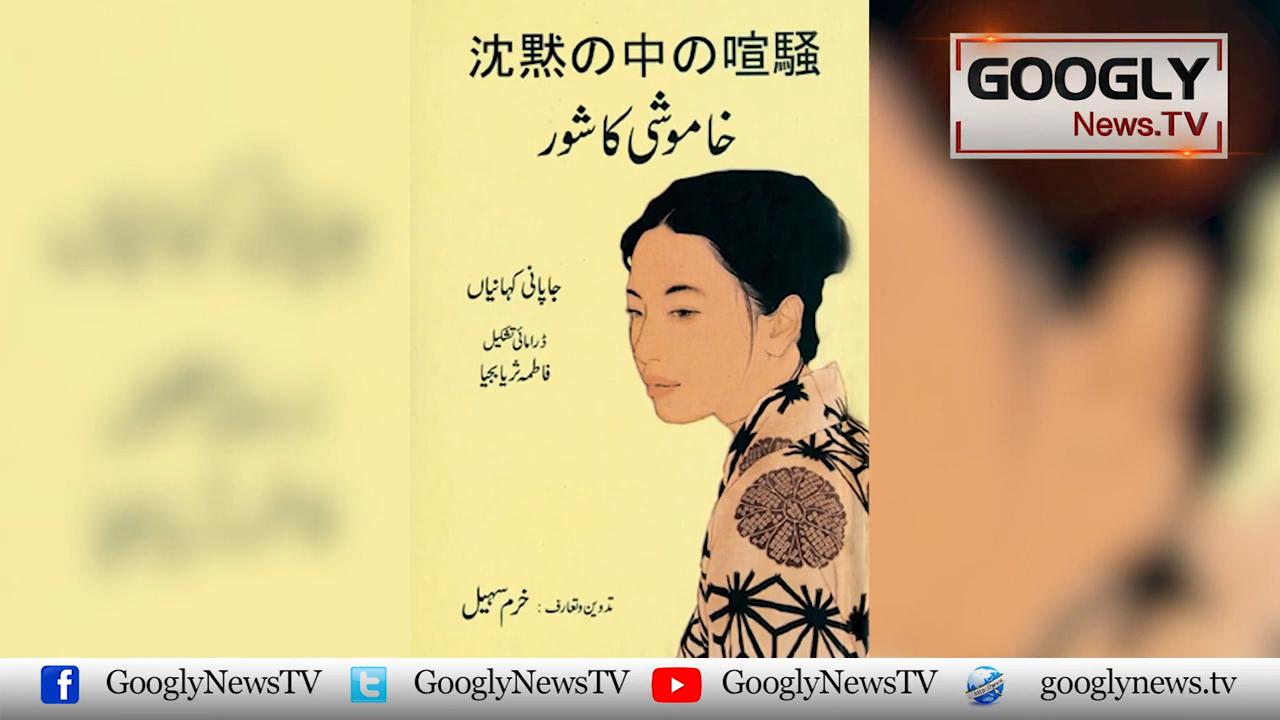 沈黙の中の喧騒
خاموشی کا شور
جاپانی کہانیاں
ڈرامائی تشکیل
فاطمہ ثریا بجیا
تدوین و تعارف : خرم سہیل
GOOGLY
News.TV
GooglyNewsTV
GooglyNewsTV
GooglyNewsTV
googlynews.tv